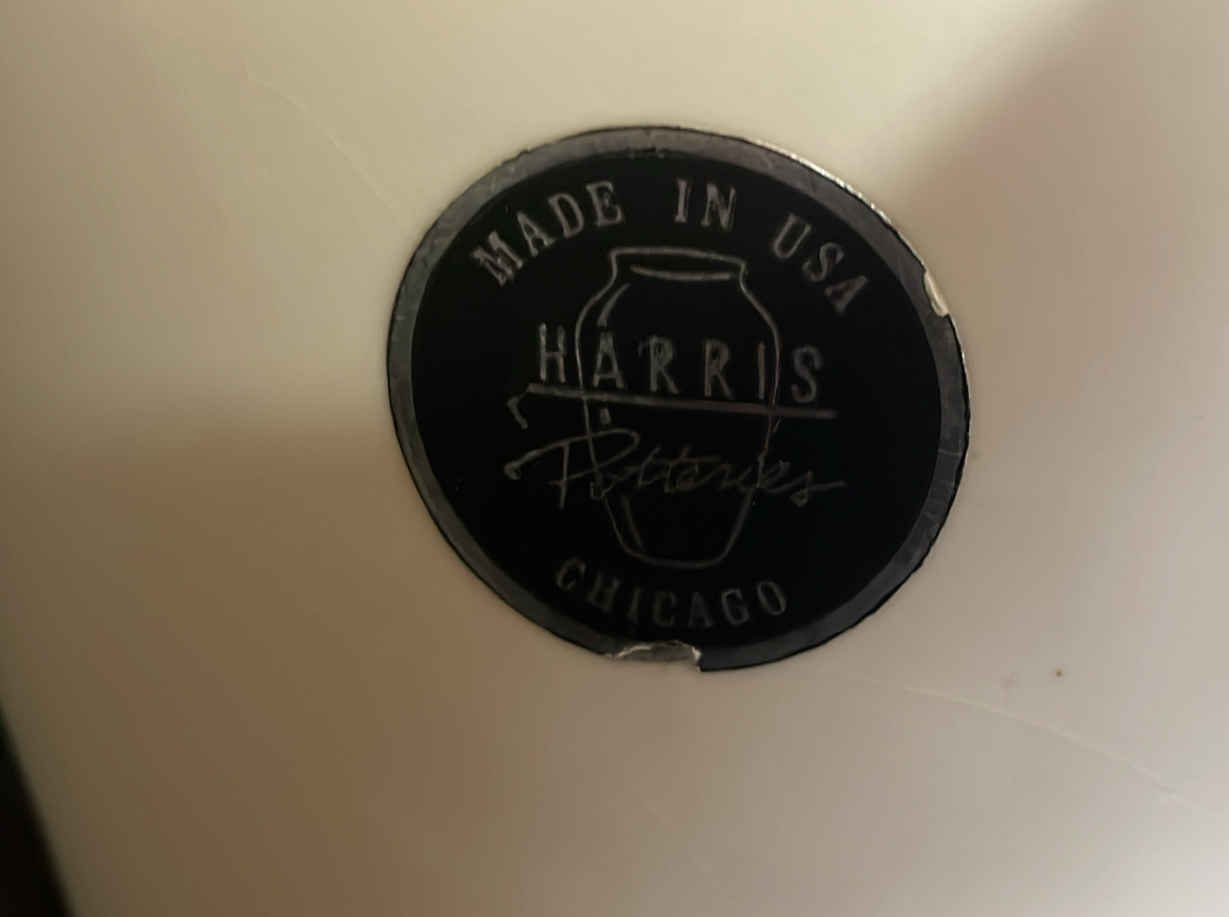 MADE IN USA
HARRIS
Potteries
CHICAGO